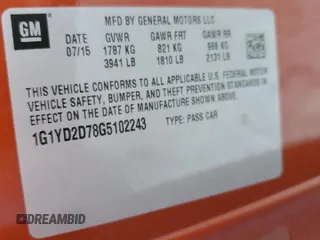 GM
MFD BY GENERAL MOTORS LLC
DATE GVWR GAWR FRT GAWR RR
07/15 1787 KG 821 KG 966 KG
3941 LB 1810 LB 2131 LB
THIS VEHICLE CONFORMS TO ALL APPLICABLE U.S. FEDERAL MOTOR
VEHICLE SAFETY, BUMPER, AND THEFT PREVENTION STANDARDS IN
EFFECT ON THE DATE OF MANUFACTURE SHOWN ABOVE.
1G1YD2D78G5102243 TYPE: PASS CAR
DREAMBID